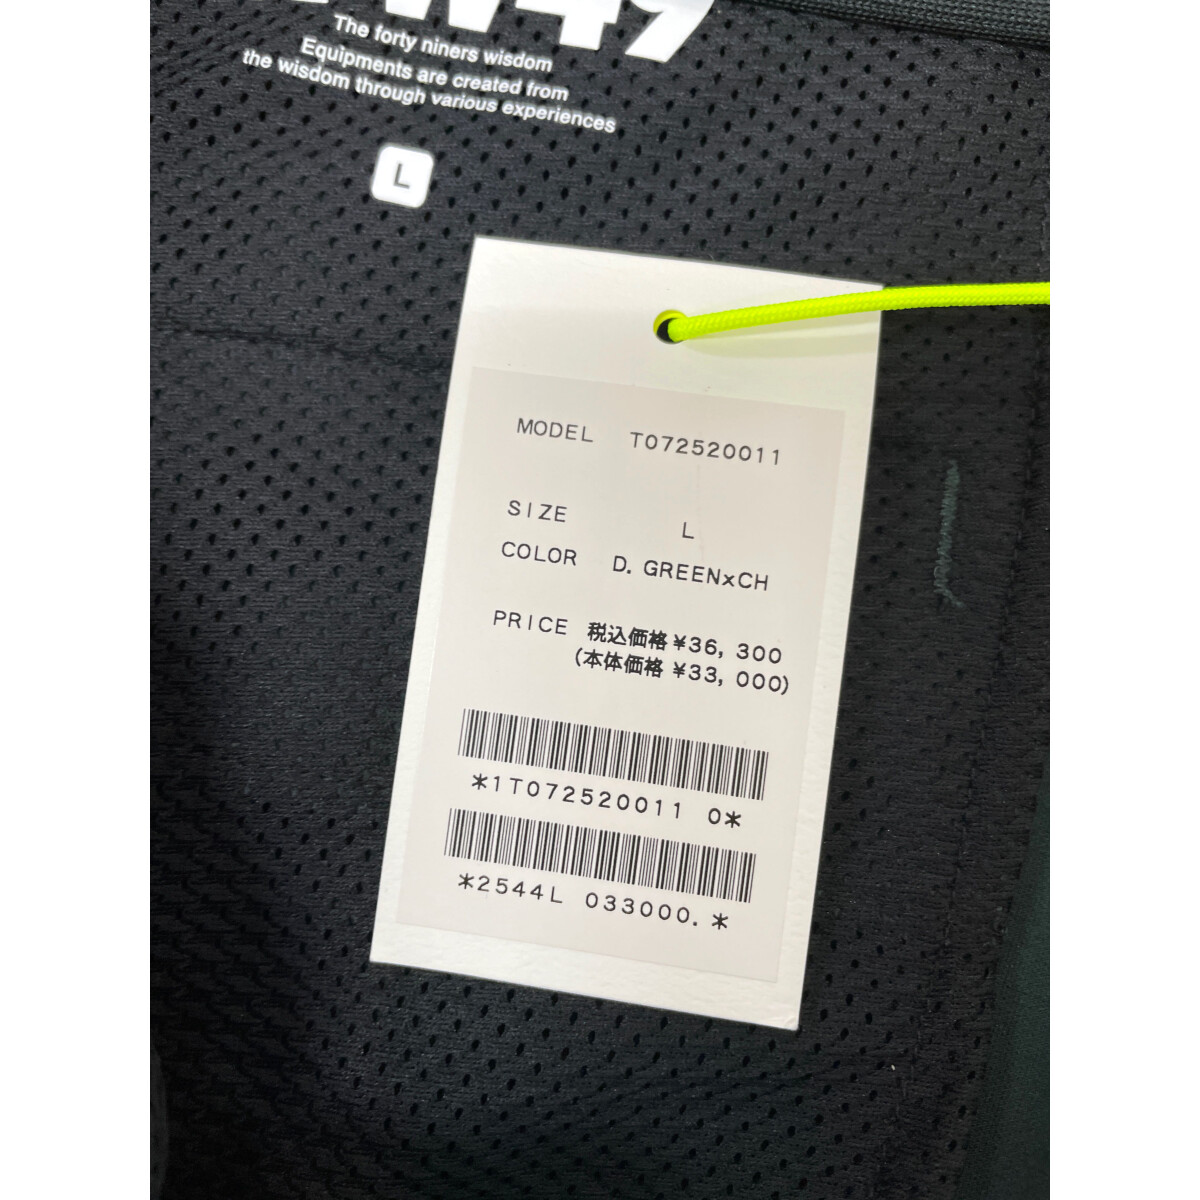 W49
The forty niners wisdom
Equipments are created from
the wisdom through various experiences
L
MODEL T072520011
SIZE L
COLOR D. GREEN×CH
PRICE 税込価格 ¥36, 300
(本体価格 ¥33, 000)
*1T072520011 0*
*2544L 033000. *